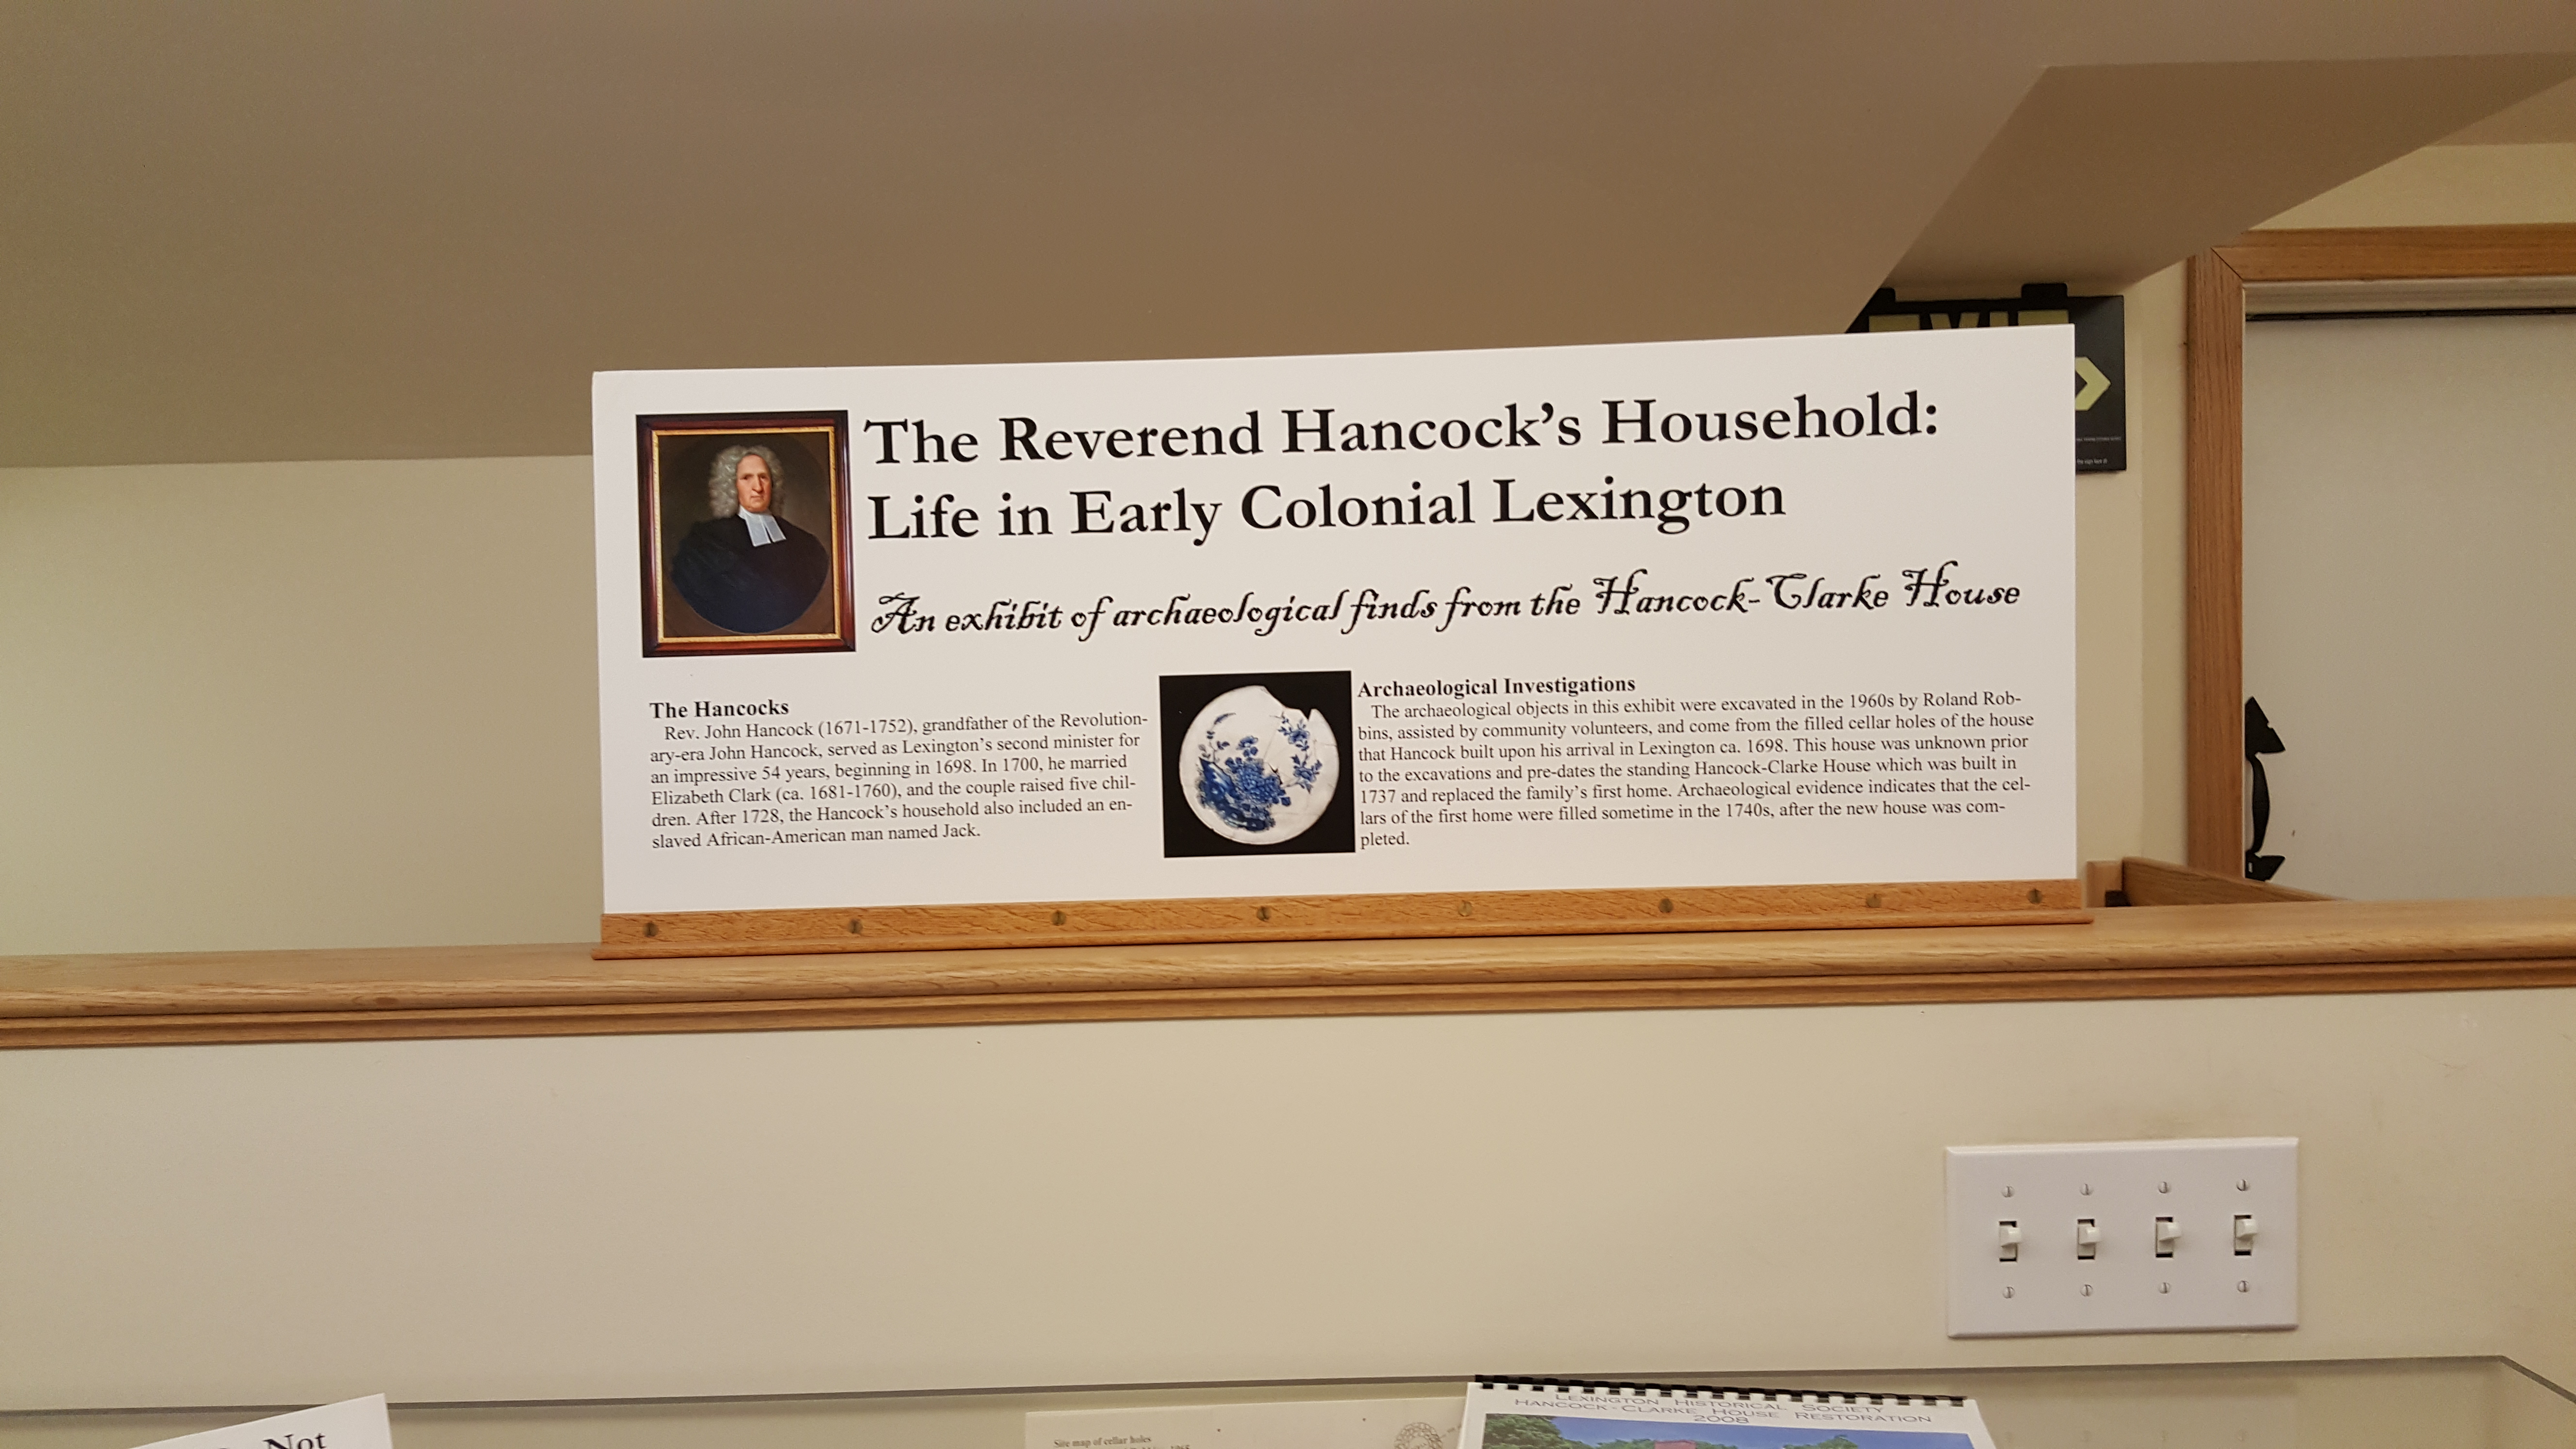 EXIT
The Reverend Hancock's Household:
Life in Early Colonial Lexington
An exhibit of archaeological finds from the Hancock-Clarke House
The Hancocks
Rev. John Hancock (1671-1752), grandfather of the Revolution-
ary-era John Hancock, served as Lexington's second minister for
an impressive 54 years, beginning in 1698. In 1700, he married
Elizabeth Clark (ca. 1681-1760), and the couple raised five chil-
dren. After 1728, the Hancock's household also included an en-
slaved African-American man named Jack.
Archaeological Investigations
The archaeological objects in this exhibit were excavated in the 1960s by Roland Rob-
bins, assisted by community volunteers, and come from the filled cellar holes of the house
that Hancock built upon his arrival in Lexington ca. 1698. This house was unknown prior
to the excavations and pre-dates the standing Hancock-Clarke House which was built in
1737 and replaced the family's first home. Archaeological evidence indicates that the cel-
lars of the first home were filled sometime in the 1740s, after the new house was com-
pleted.
Not
Site map of cellar holes
LEXINGTON HISTORICAL SOCIETY
HANCOCK-CLARKE HOUSE RESTORATION
2008